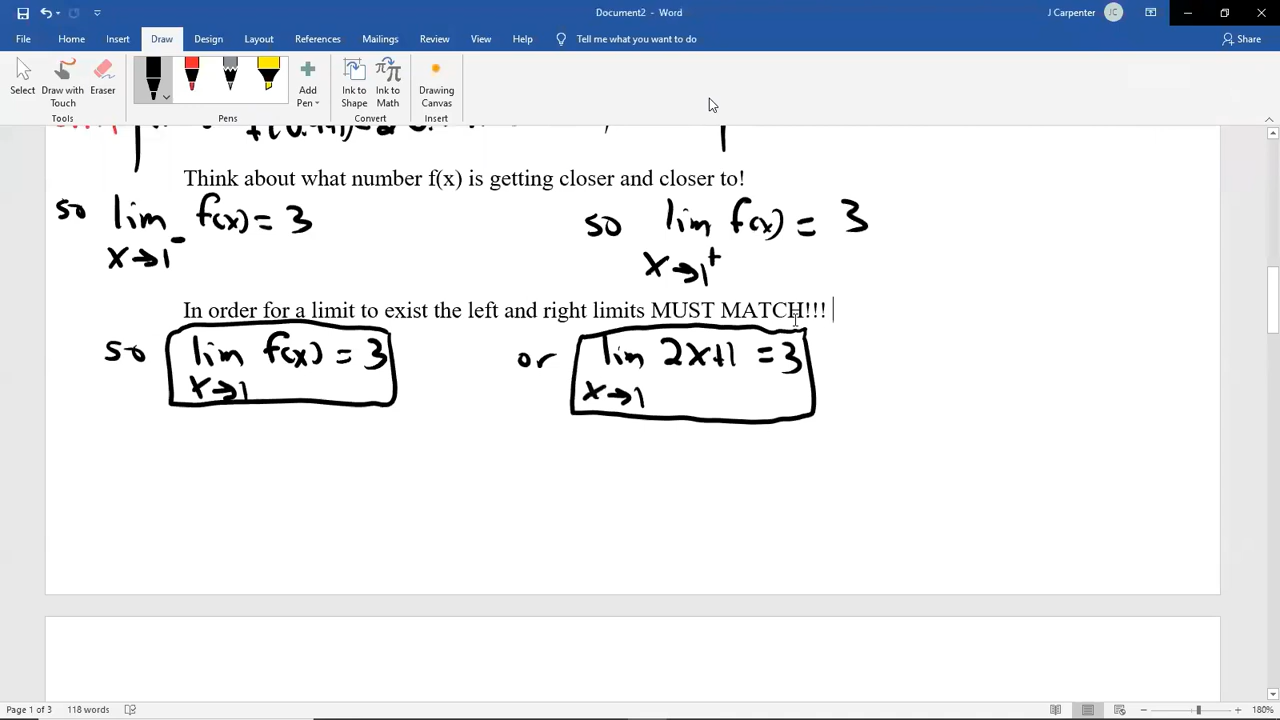 Document2 - Word
J Carpenter JC
File Home Insert Draw Design Layout References Mailings Review View Help Tell me what you want to do Share
Select Draw with Touch Eraser Add Pen Ink to Shape Ink to Math Drawing Canvas
Tools Pens Convert Insert
Think about what number f(x) is getting closer and closer to!
so lim f(x) = 3 so lim f(x) = 3
x→1⁻ x→1⁺
In order for a limit to exist the left and right limits MUST MATCH!!!
so lim f(x) = 3 or lim 2x+1 = 3
x→1 x→1
Page 1 of 3 118 words 180%